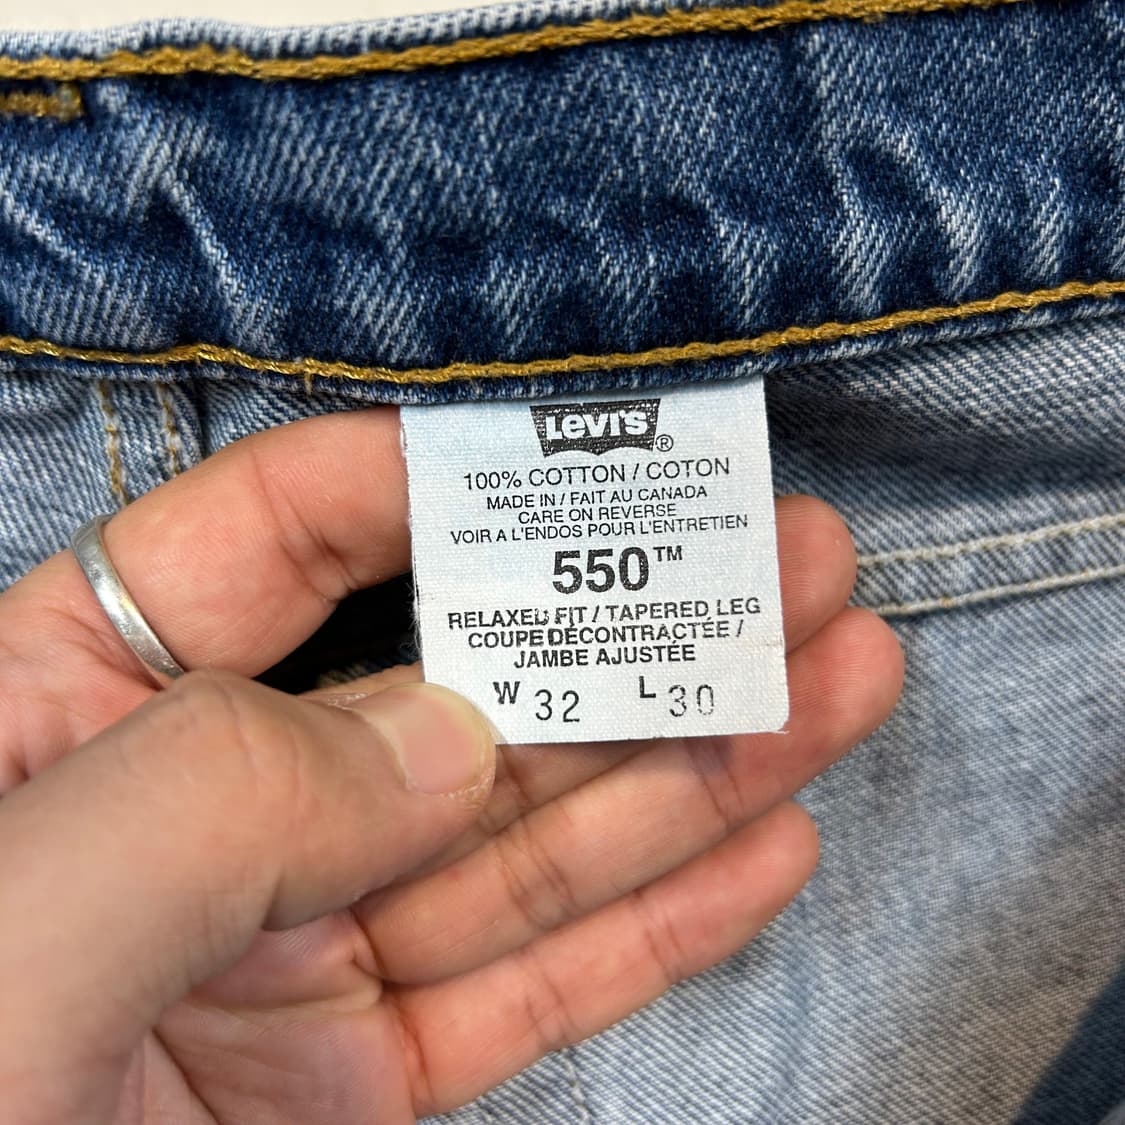 Levi's®
100% COTTON / COTON
MADE IN / FAIT AU CANADA
CARE ON REVERSE
VOIR A L'ENDOS POUR L'ENTRETIEN
550™
RELAXED FIT / TAPERED LEG
COUPE DÉCONTRACTÉE /
JAMBE AJUSTÉE
W 32 L 30